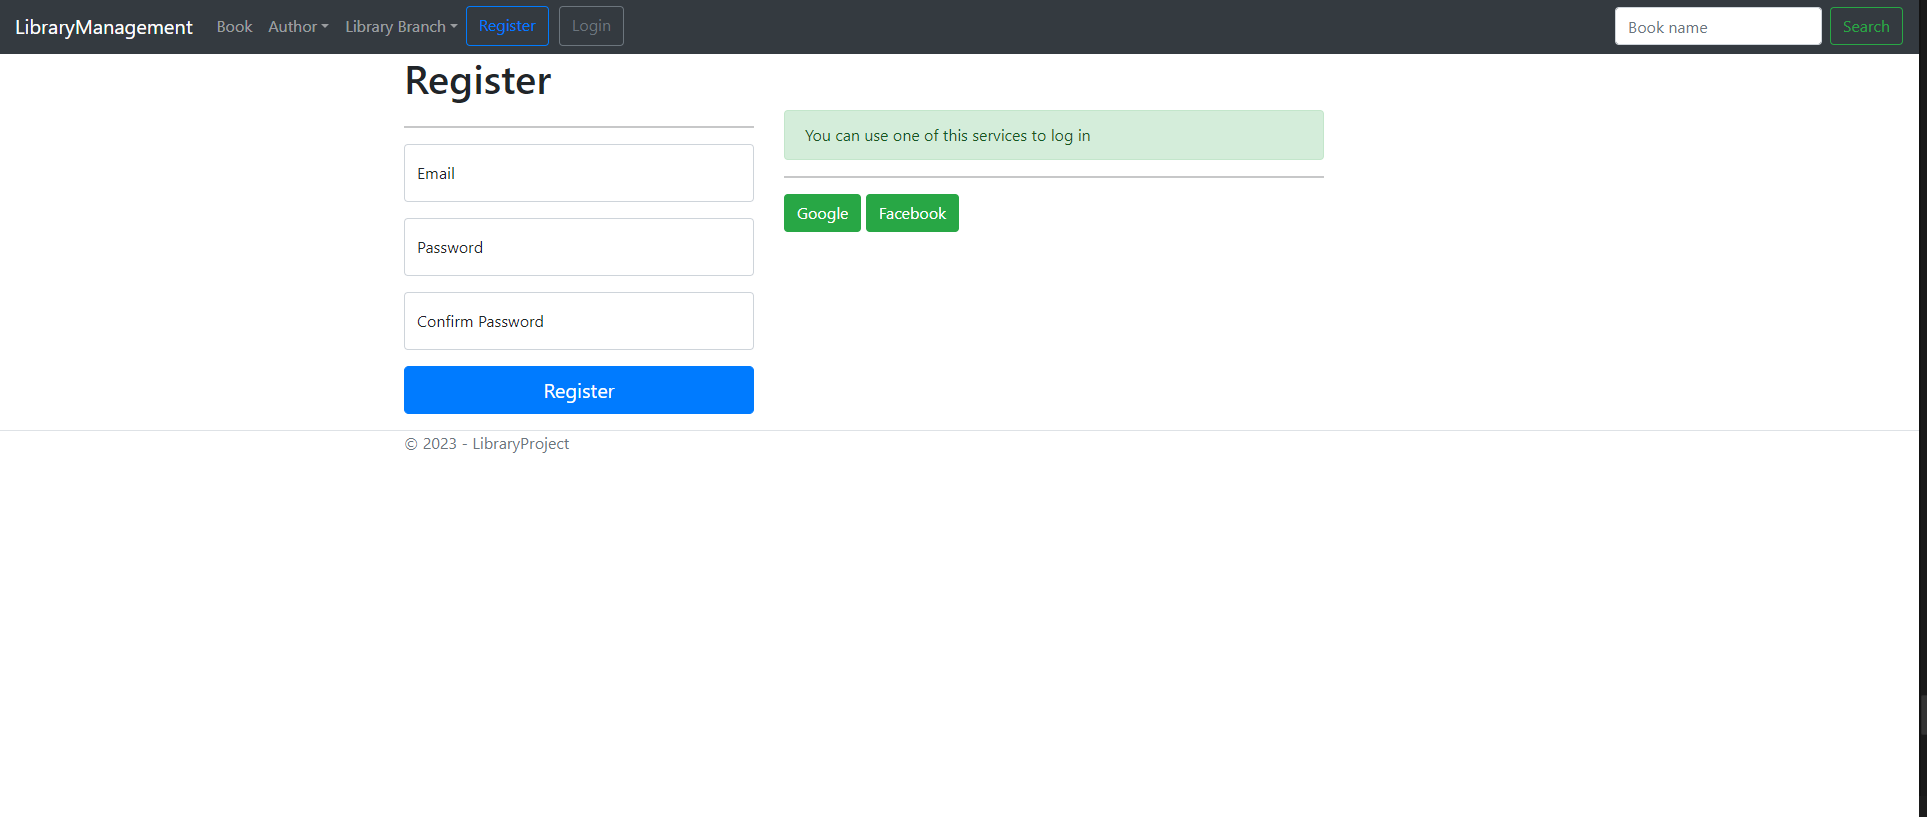 LibraryManagement Book Author Library Branch Register Login Book name Search
Register
Email
Password
Confirm Password
Register
You can use one of this services to log in
Google Facebook
© 2023 - LibraryProject